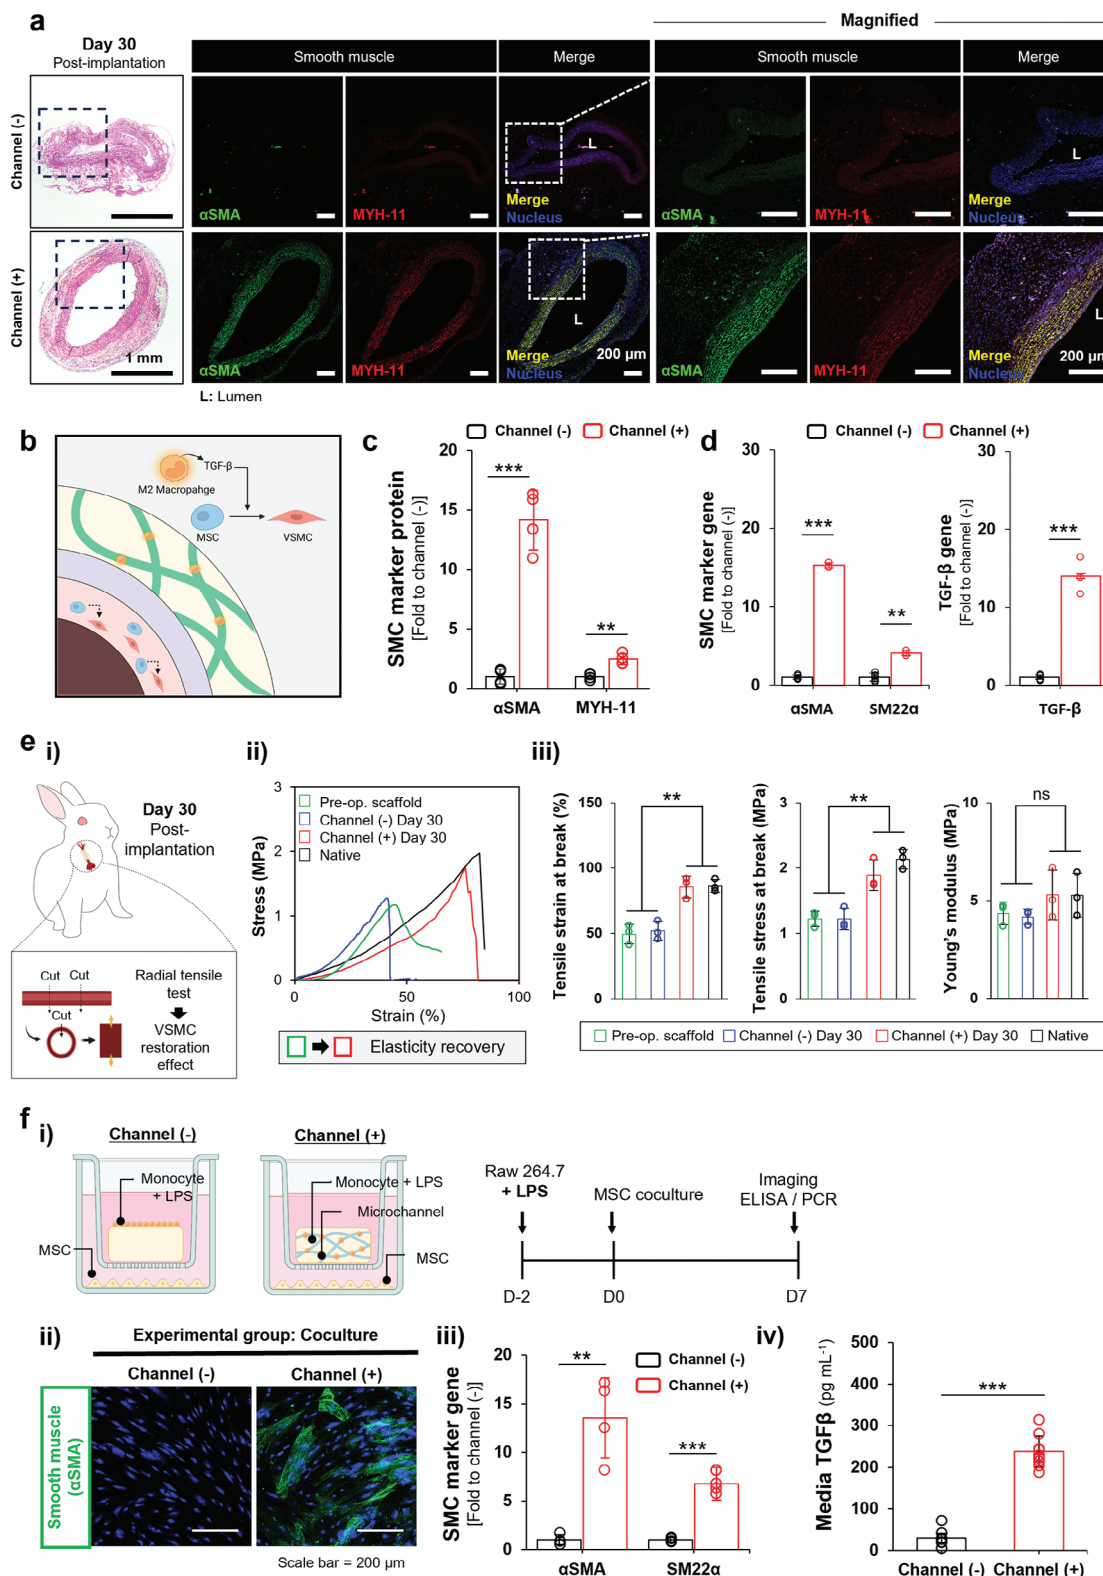 a
Magnified
Day 30
Post-implantation
Smooth muscle
Merge
Smooth muscle
Merge
Channel (-)
αSMA
MYH-11
L
Merge
Nucleus
αSMA
MYH-11
L
Merge
Nucleus
Channel (+)
1 mm
αSMA
MYH-11
L
Merge
Nucleus
200 μm
αSMA
MYH-11
L
Merge
Nucleus
200 μm
L: Lumen
b
TGF-β
M2 Macropahge
MSC
VSMC
c
Channel (-)
Channel (+)
SMC marker protein
[Fold to channel (-)]
20
15
10
5
0
***
**
αSMA
MYH-11
d
Channel (-)
Channel (+)
SMC marker gene
[Fold to channel (-)]
30
20
10
0
***
**
αSMA
SM22α
TGF-β gene
[Fold to channel (-)]
30
20
10
0
***
TGF-β
e
i)
Day 30
Post-
implantation
Cut
Cut
Cut
Radial tensile
test
VSMC
restoration
effect
ii)
Stress (MPa)
3
2
1
0
Pre-op. scaffold
Channel (-) Day 30
Channel (+) Day 30
Native
0
50
100
Strain (%)
Elasticity recovery
iii)
Tensile strain at break (%)
150
100
50
0
**
Tensile stress at break (MPa)
3
2
1
0
**
Young's modulus (MPa)
10
5
0
ns
Pre-op. scaffold
Channel (-) Day 30
Channel (+) Day 30
Native
f
i)
Channel (-)
Monocyte
+ LPS
MSC
Channel (+)
Monocyte + LPS
Microchannel
MSC
Raw 264.7
+ LPS
MSC coculture
Imaging
ELISA / PCR
D-2
D0
D7
ii)
Experimental group: Coculture
Channel (-)
Channel (+)
Smooth muscle
(αSMA)
Scale bar = 200 μm
iii)
SMC marker gene
[Fold to channel (-)]
20
15
10
5
0
**
***
Channel (-)
Channel (+)
αSMA
SM22α
iv)
Media TGFβ (pg mL⁻¹)
500
400
300
200
100
0
***
Channel (-)
Channel (+)